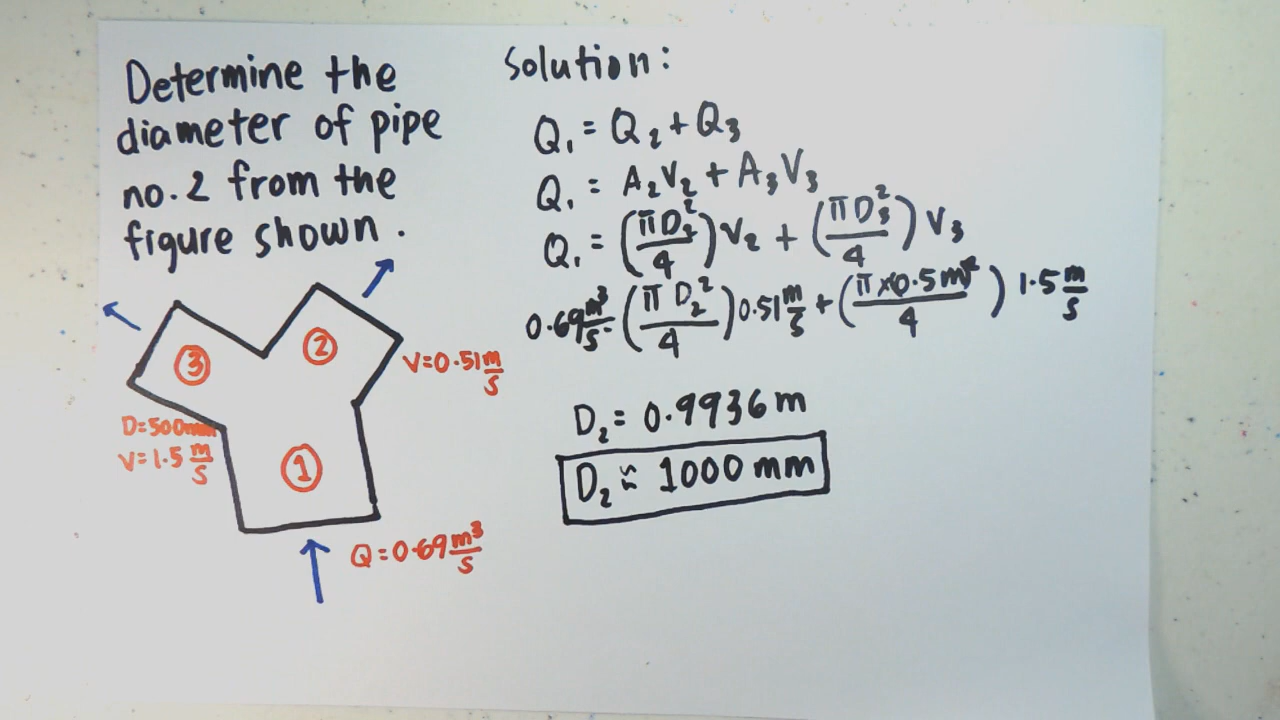 Determine the
diameter of pipe
no.2 from the
figure shown.
③
②
V=0.51 m/s
D=500mm
V=1.5 m/s
①
Q=0.69 m³/s
Solution:
Q₁ = Q₂ + Q₃
Q₁ = A₂V₂ + A₃V₃
Q₁ = (πD₂²/4)V₂ + (πD₃²/4)V₃
0.69 m³/s = (πD₂²/4)0.51 m/s + (π×0.5m²/4)1.5 m/s
D₂ = 0.9936 m
D₂ ≈ 1000 mm